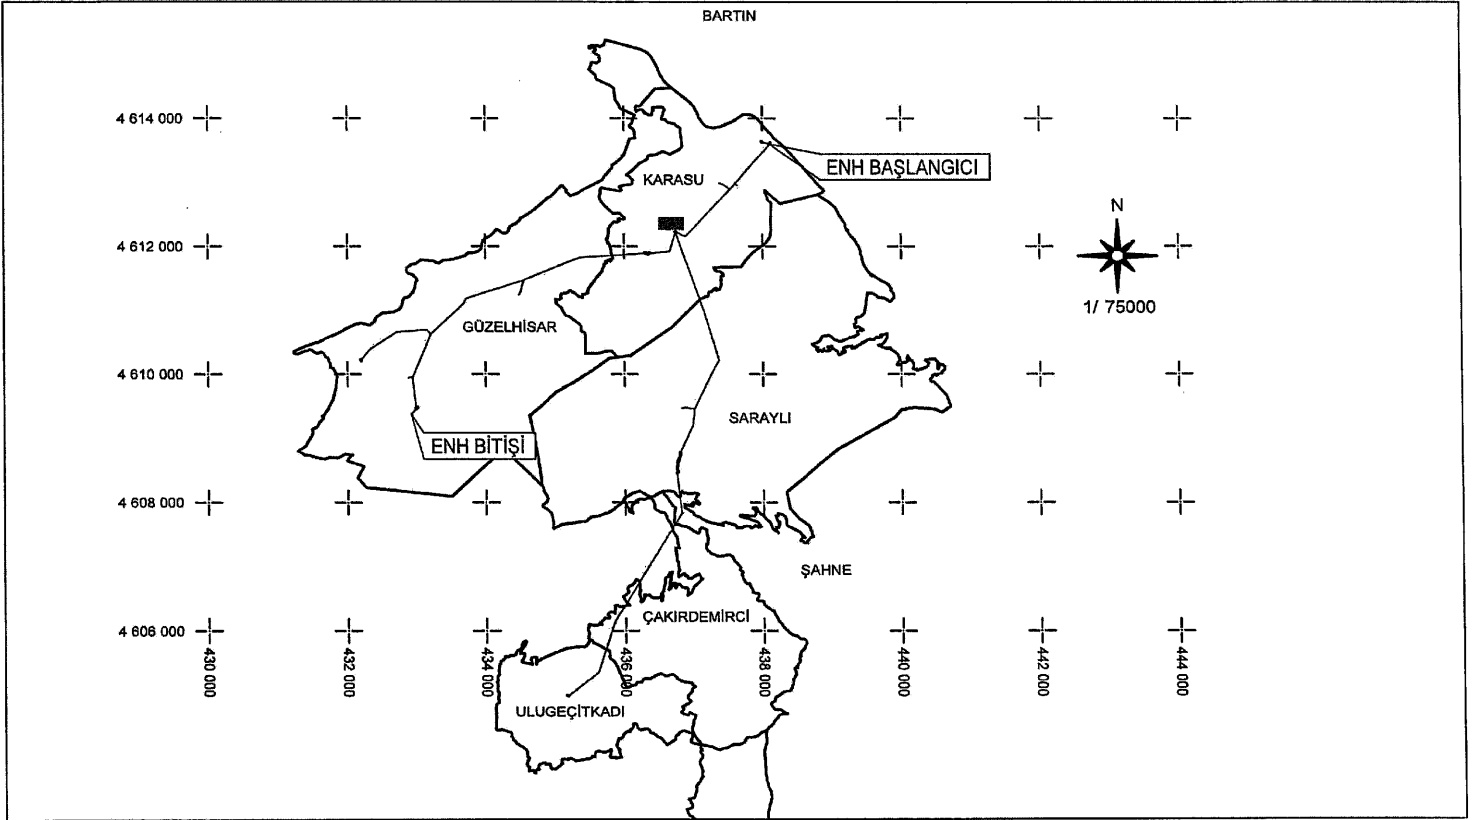 BARTIN
4 614 000
ENH BAŞLANGICI
KARASU
N
4 612 000
1/ 75000
GÜZELHİSAR
4 610 000
SARAYLI
ENH BİTİŞİ
4 608 000
ŞAHNE
ÇAKIRDEMİRCİ
4 606 000
430 000
432 000
434 000
436 000
438 000
440 000
442 000
444 000
ULUGEÇİTKADI